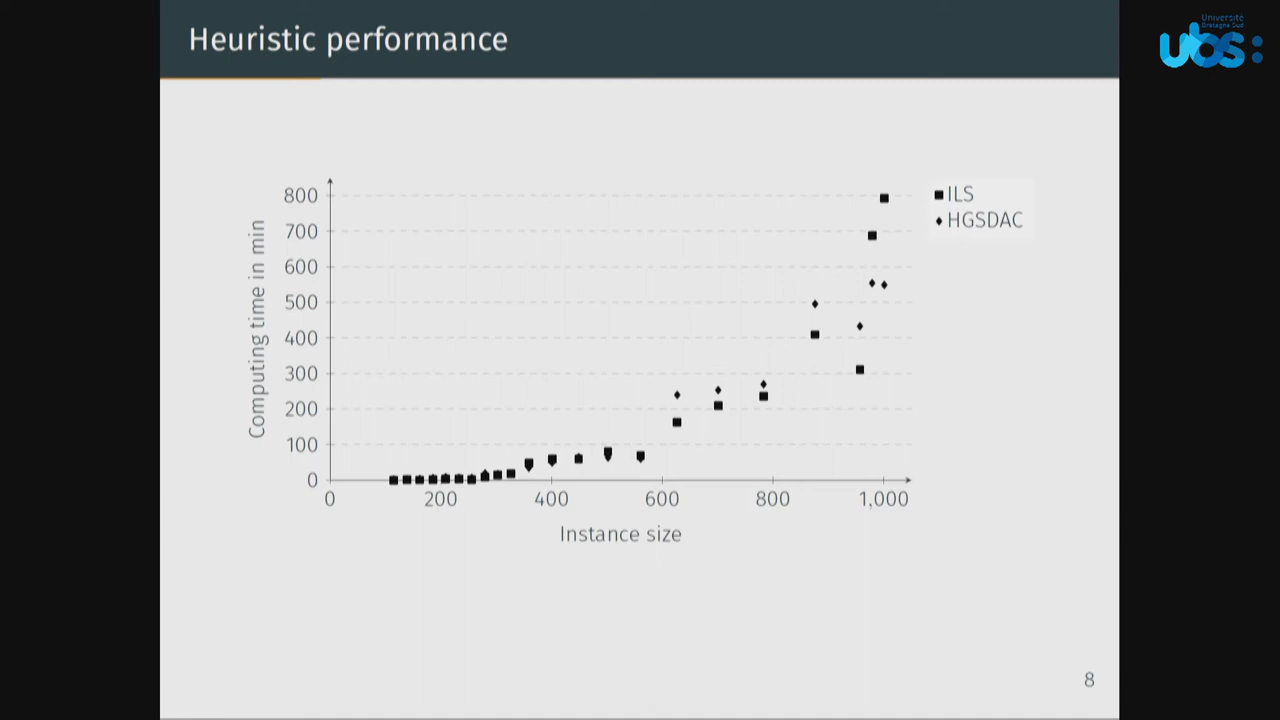 Heuristic performance
Université
Bretagne Sud
ubs:
800
700
600
500
400
300
200
100
0
Computing time in min
0
200
400
600
800
1,000
Instance size
ILS
HGSDAC
8